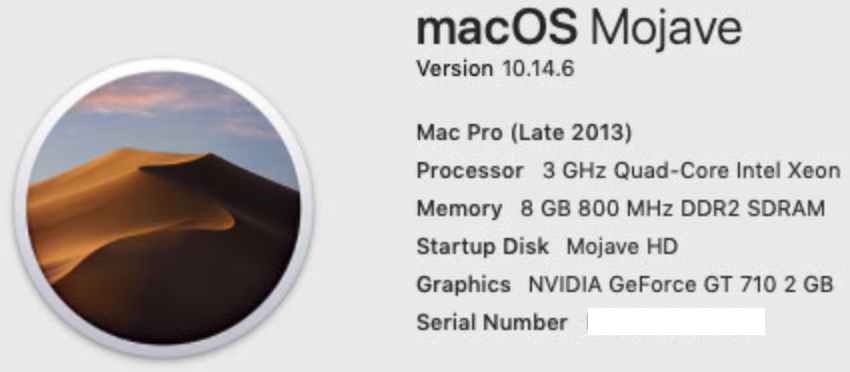 macOS Mojave
Version 10.14.6
Mac Pro (Late 2013)
Processor 3 GHz Quad-Core Intel Xeon
Memory 8 GB 800 MHz DDR2 SDRAM
Startup Disk Mojave HD
Graphics NVIDIA GeForce GT 710 2 GB
Serial Number